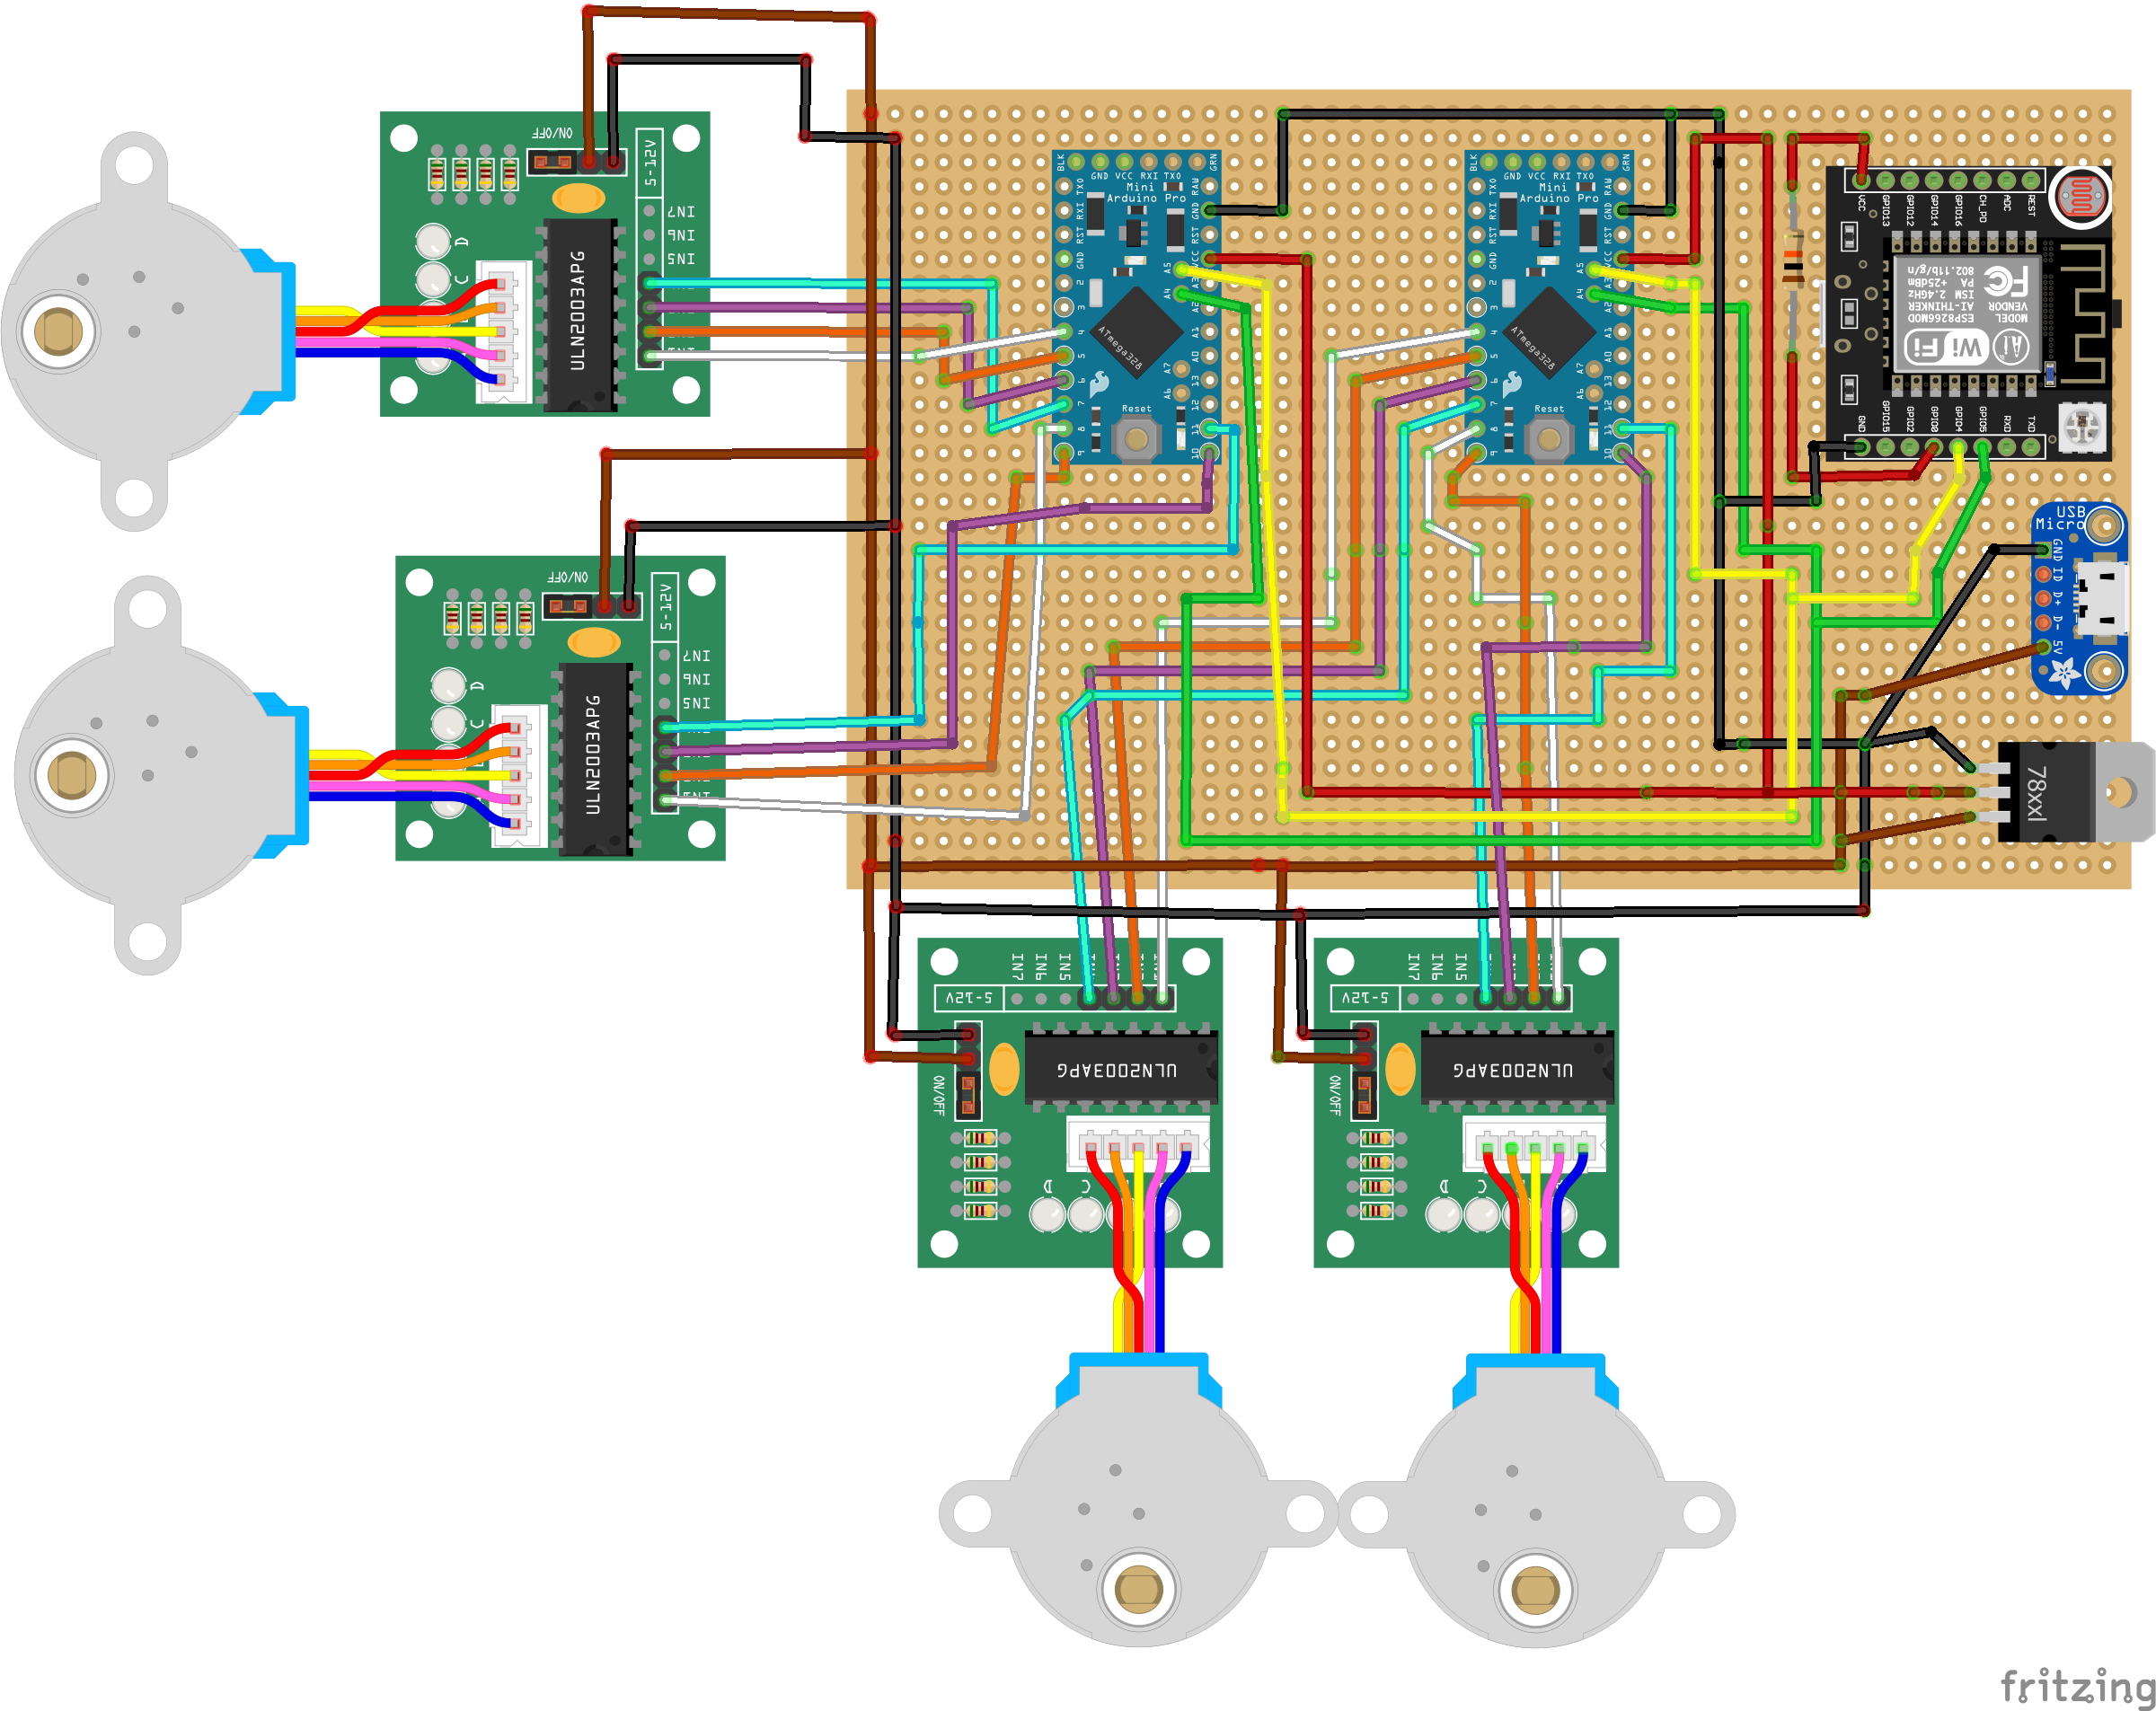 ON/OFF
5-12V
IN7
IN6
IN5
D
C
ULN2003APG
ON/OFF
5-12V
IN7
IN6
IN5
D
C
ULN2003APG
BLK
GND VCC RXI TXO
GRN
Mini
Arduino Pro
TXO
RXI
RST
GND
2
3
4
5
6
7
8
9
RAW
GND
RST
VCC
A3
A2
A1
A0
13
12
11
10
A5
A4
A7
A6
ATmega328
Reset
BLK
GND VCC RXI TXO
GRN
Mini
Arduino Pro
TXO
RXI
RST
GND
2
3
4
5
6
7
8
9
RAW
GND
RST
VCC
A3
A2
A1
A0
13
12
11
10
A5
A4
A7
A6
ATmega328
Reset
VCC
GPIO13
GPIO12
GPIO14
GPIO16
CH_PD
ADC
REST
MODEL
ESP8266MOD
VENDOR
AI-THINKER
ISM 2.4GHz
PA +25dBm
802.11b/g/n
FC
Wi Fi
Ai
GND
GPIO15
GPIO2
GPIO0
GPIO4
GPIO5
RXD
TXD
USB
Micro
GND
ID
D+
D-
5V
78xxl
IN7
IN6
IN5
5-12V
ULN2003APG
ON/OFF
D
C
IN7
IN6
IN5
5-12V
ULN2003APG
ON/OFF
D
C
fritzing